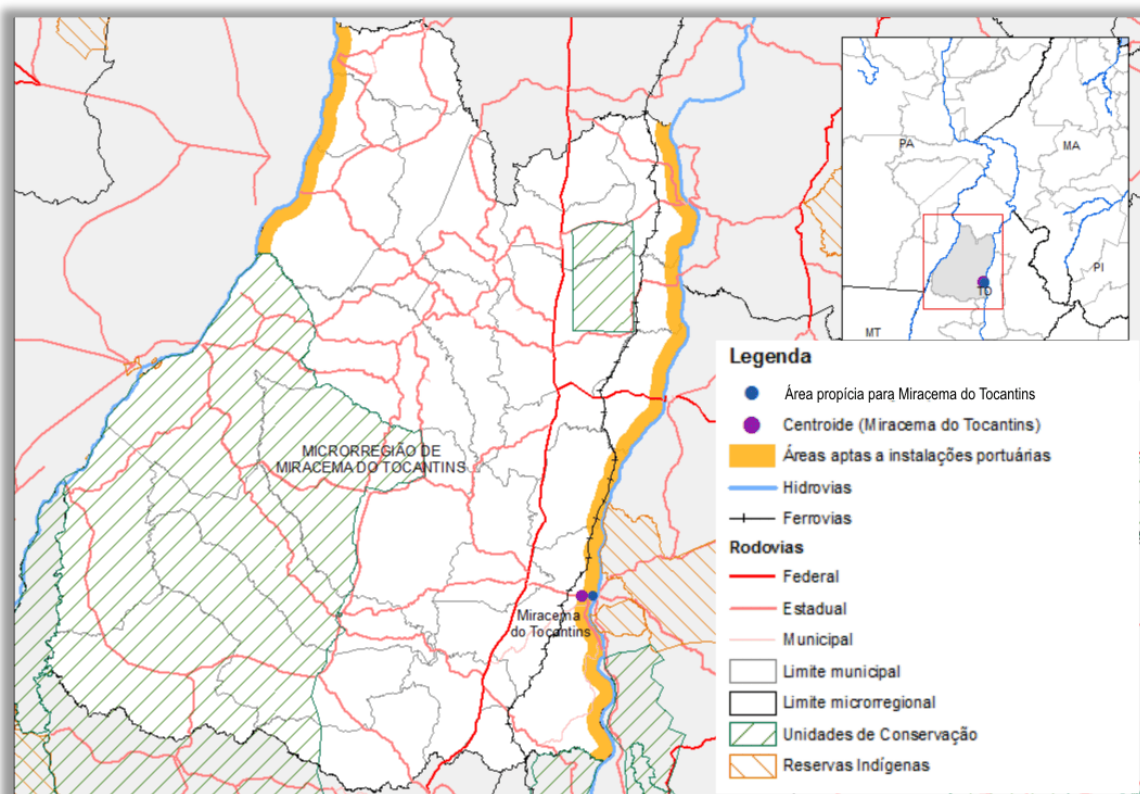 PA
MA
PI
TO
MT
MICRORREGIÃO DE
MIRACEMA DO TOCANTINS
Miracema
do Tocantins
Legenda
Área propícia para Miracema do Tocantins
Centroide (Miracema do Tocantins)
Áreas aptas a instalações portuárias
Hidrovias
Ferrovias
Rodovias
Federal
Estadual
Municipal
Limite municipal
Limite microrregional
Unidades de Conservação
Reservas Indígenas